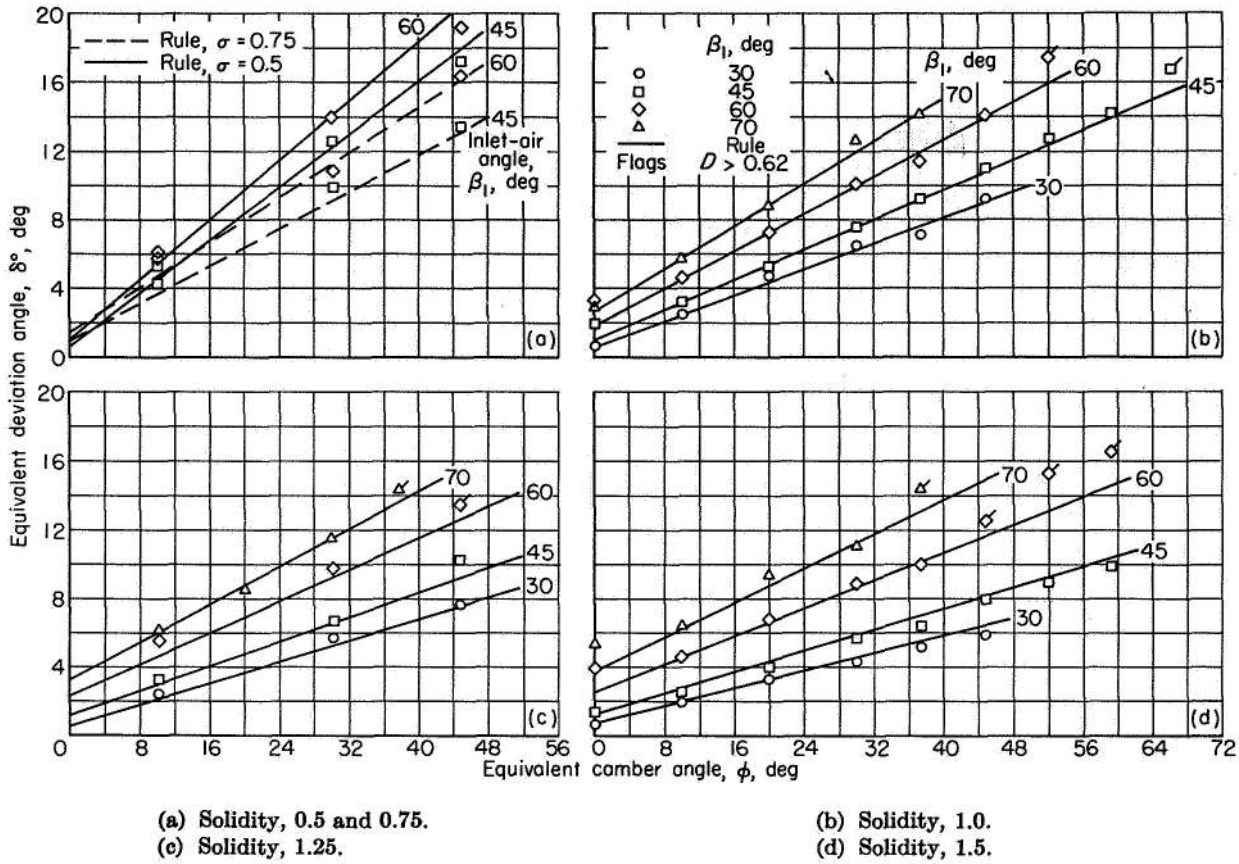 20
16
12
8
4
0
Rule, σ = 0.75
Rule, σ = 0.5
60
45
60
45
Inlet-air
angle,
β₁, deg
(a)
β₁, deg
30
45
60
70
Rule
Flags D > 0.62
β₁, deg
70
60
45
30
(b)
Equivalent deviation angle, δ°, deg
20
16
12
8
4
0
70
60
45
30
(c)
0 8 16 24 32 40 48 56
70
60
45
30
(d)
0 8 16 24 32 40 48 56 64 72
Equivalent camber angle, ϕ, deg
(a) Solidity, 0.5 and 0.75.
(b) Solidity, 1.0.
(c) Solidity, 1.25.
(d) Solidity, 1.5.